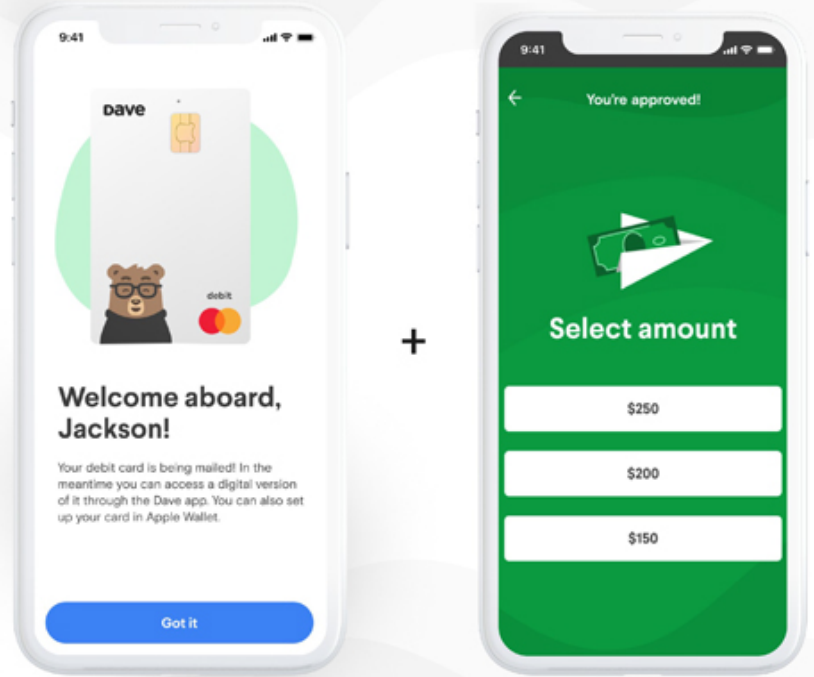 9:41
Dave
debit
Welcome aboard,
Jackson!
Your debit card is being mailed! In the
meantime you can access a digital version
of it through the Dave app. You can also set
up your card in Apple Wallet.
Got it
+
9:41
You're approved!
Select amount
$250
$200
$150